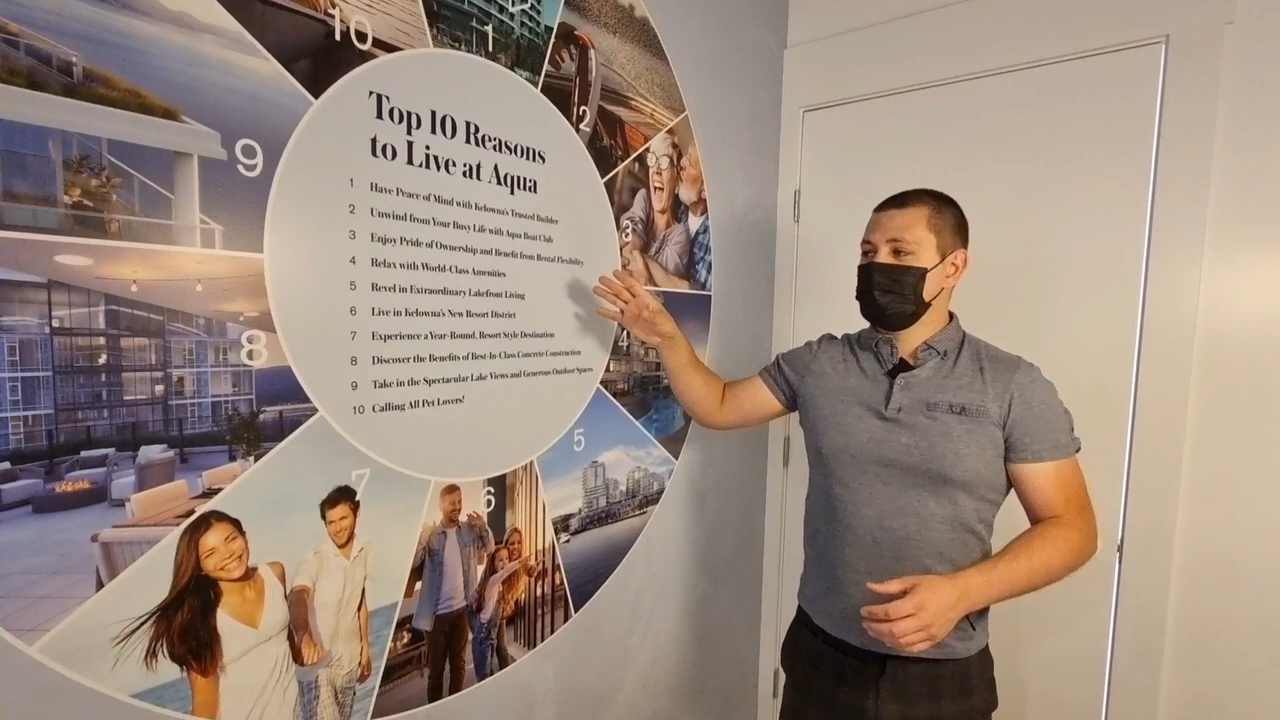 10
1
2
9
3
8
4
5
7
6
Top 10 Reasons
to Live at Aqua
1 Have Peace of Mind with Kelowna's Trusted Builder
2 Unwind from Your Busy Life with Aqua Boat Club
3 Enjoy Pride of Ownership and Benefit from Rental Flexibility
4 Relax with World-Class Amenities
5 Revel in Extraordinary Lakefront Living
6 Live in Kelowna's New Resort District
7 Experience a Year-Round, Resort Style Destination
8 Discover the Benefits of Best-In-Class Concrete Construction
9 Take in the Spectacular Lake Views and Generous Outdoor Spaces
10 Calling All Pet Lovers!